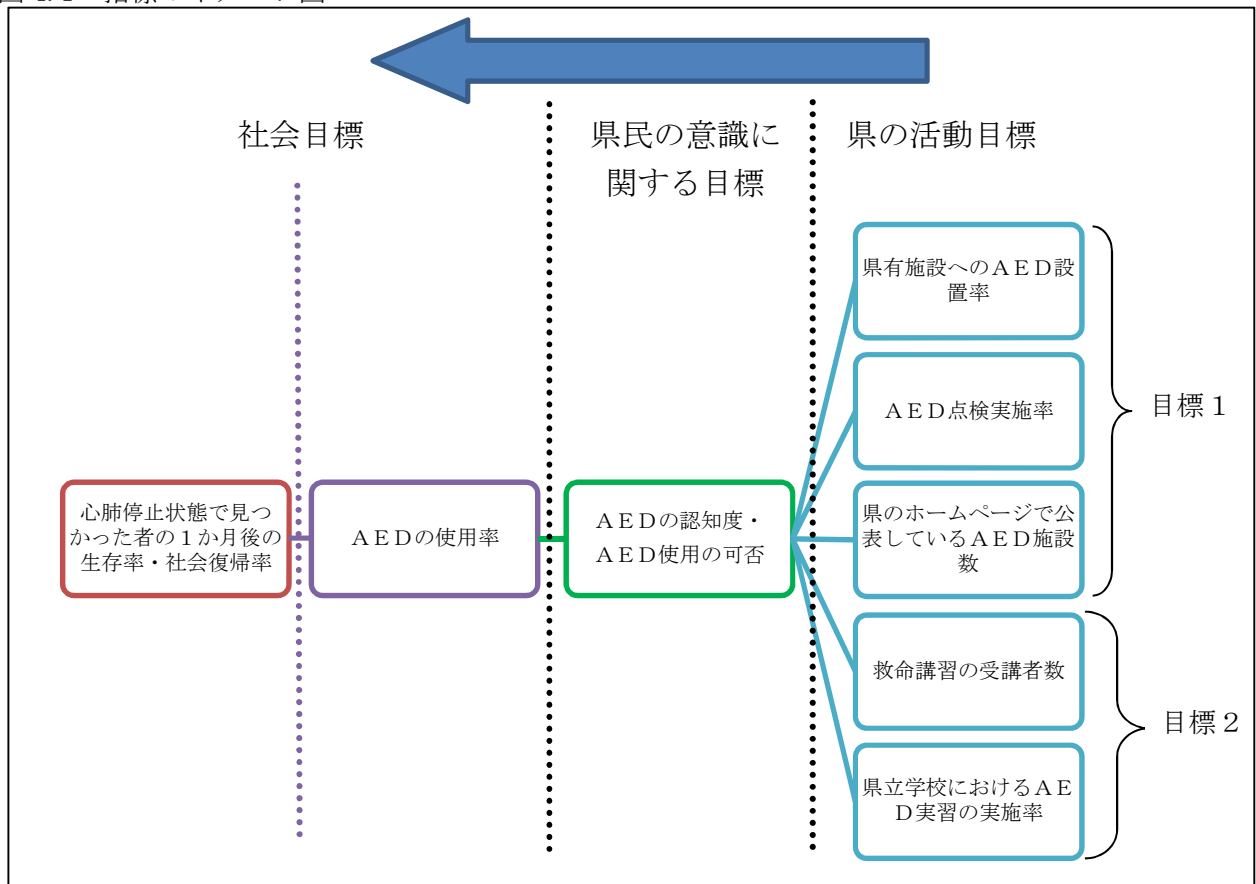 社会目標
県民の意識に
関する目標
県の活動目標
県有施設へのＡＥＤ設
置率
ＡＥＤ点検実施率
県のホームページで公
表しているＡＥＤ施設
数
目標１
心肺停止状態で見つ
かった者の１か月後の
生存率・社会復帰率
ＡＥＤの使用率
ＡＥＤの認知度・
ＡＥＤ使用の可否
救命講習の受講者数
県立学校におけるＡＥ
Ｄ実習の実施率
目標２